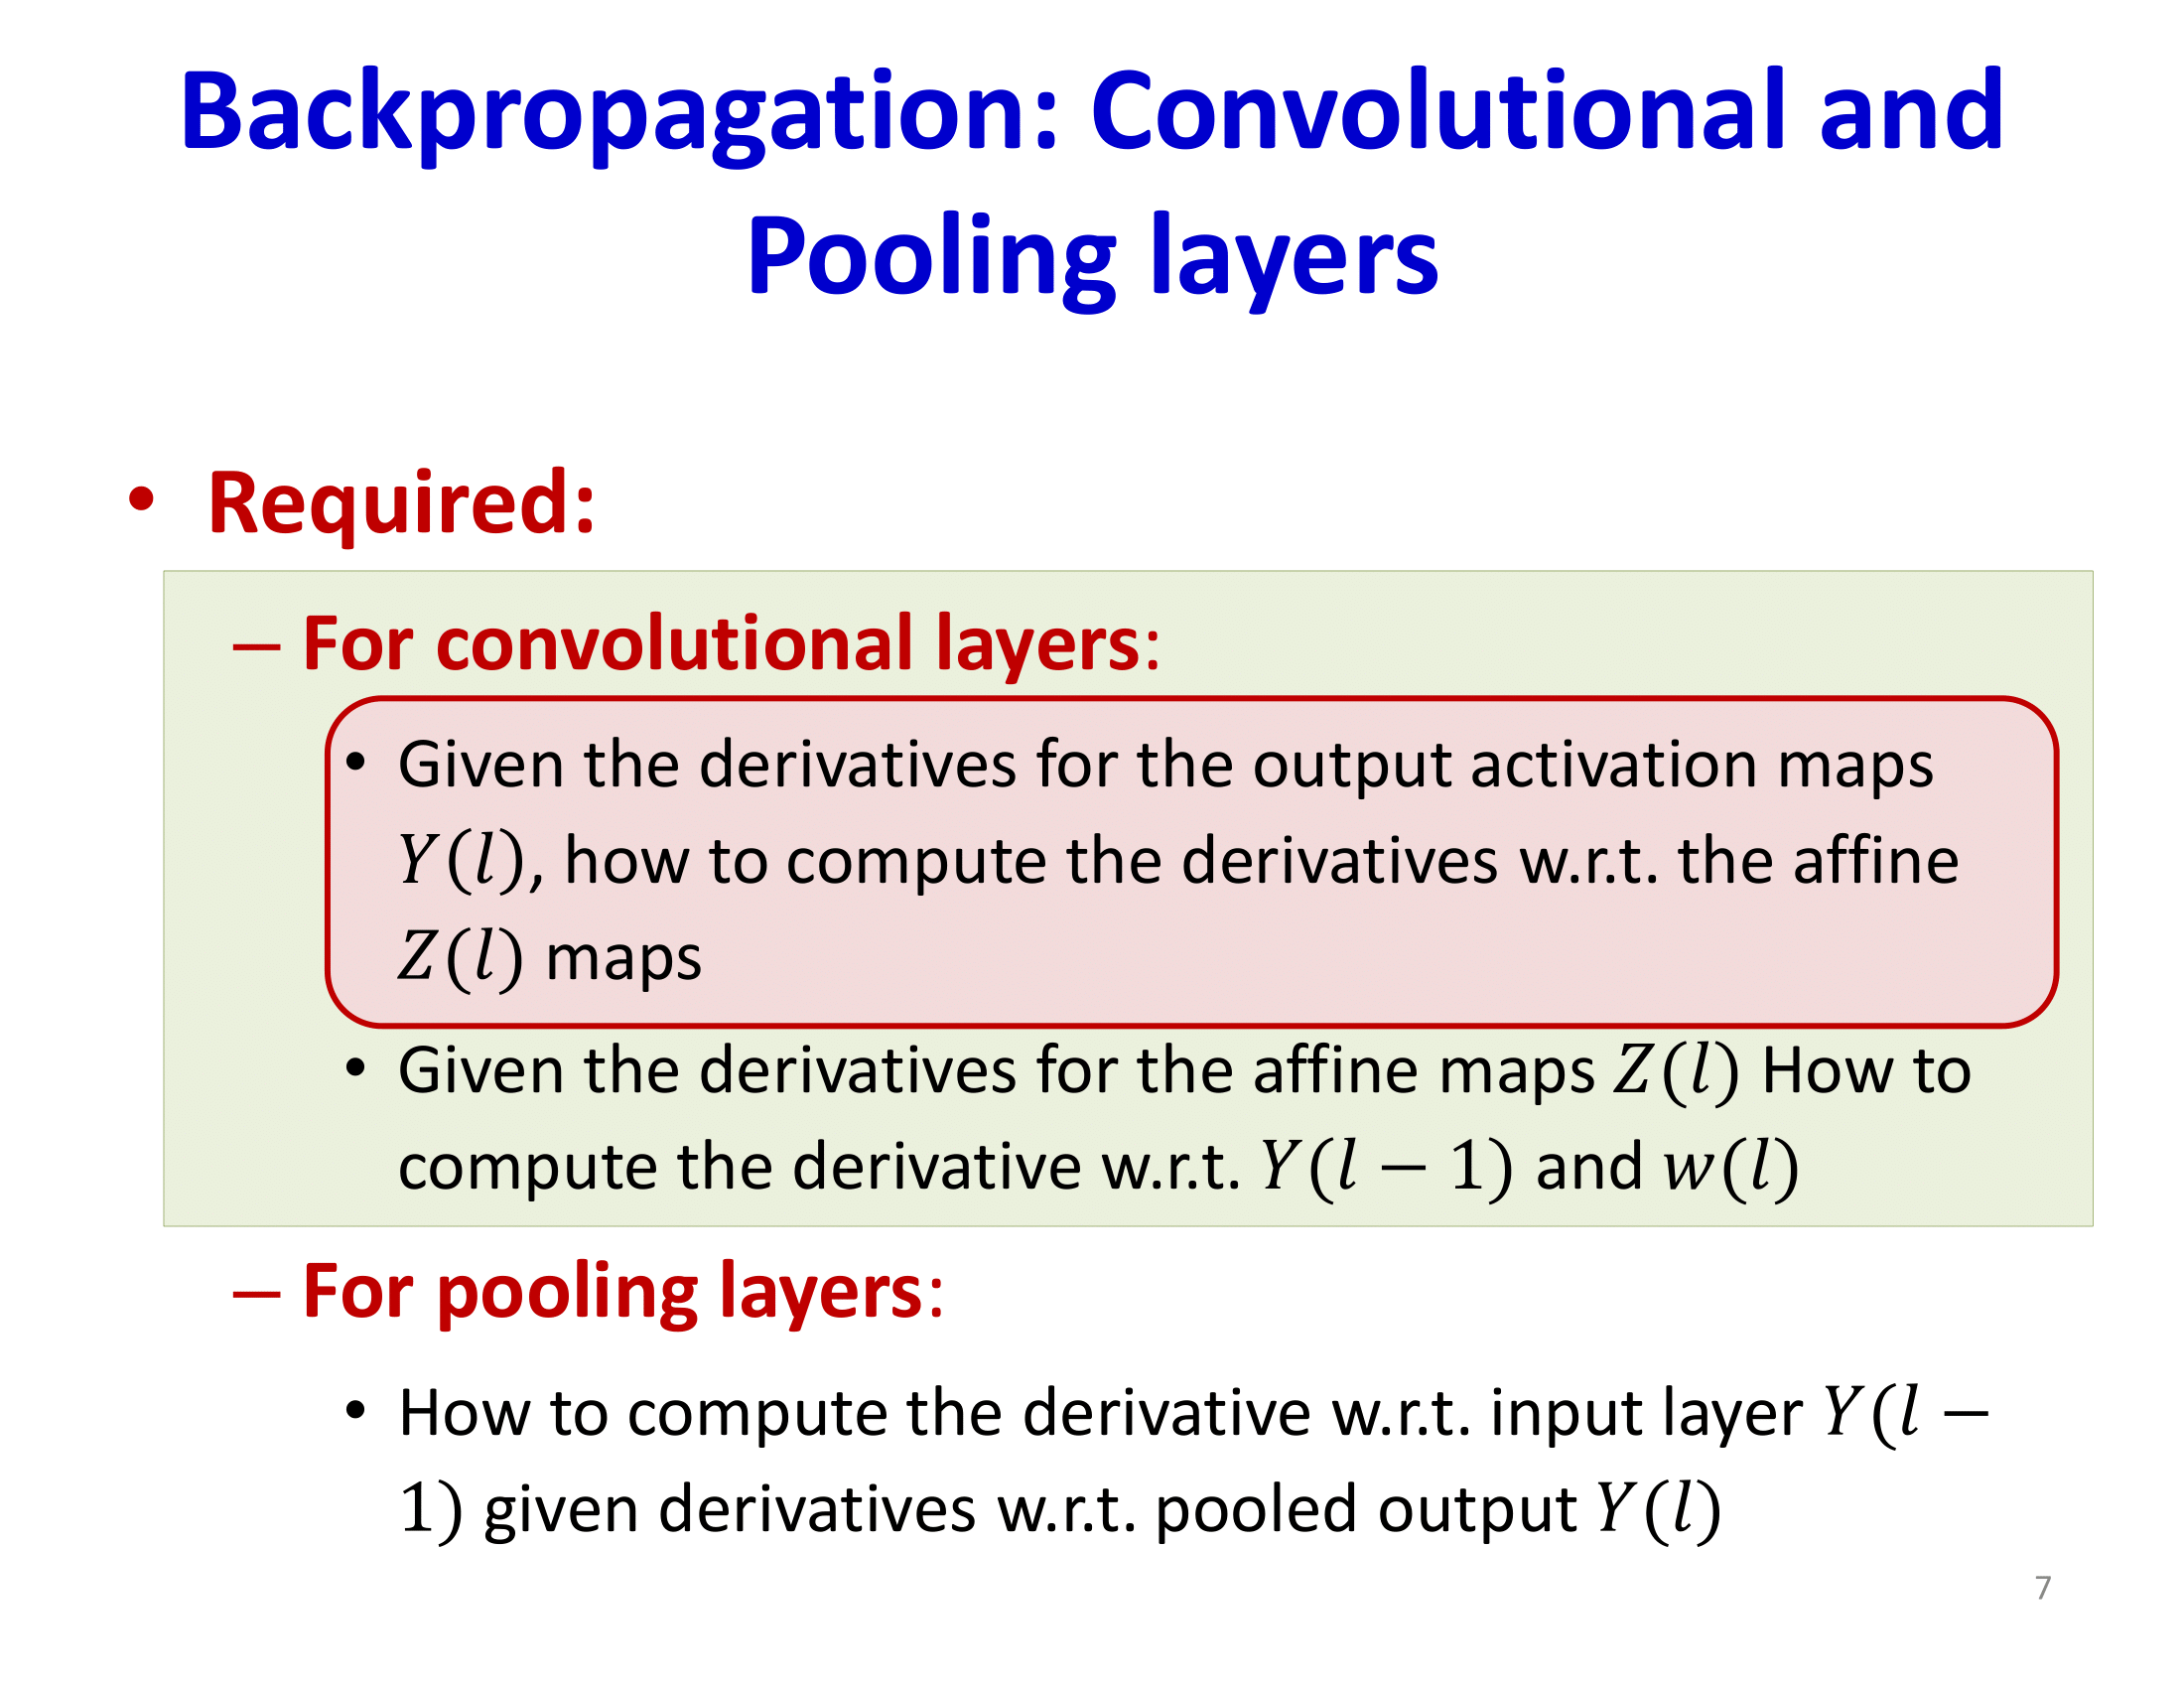 Backpropagation: Convolutional and
Pooling layers
• Required:
– For convolutional layers:
• Given the derivatives for the output activation maps
Y(l), how to compute the derivatives w.r.t. the affine
Z(l) maps
• Given the derivatives for the affine maps Z(l) How to
compute the derivative w.r.t. Y(l − 1) and w(l)
– For pooling layers:
• How to compute the derivative w.r.t. input layer Y(l −
1) given derivatives w.r.t. pooled output Y(l)
7